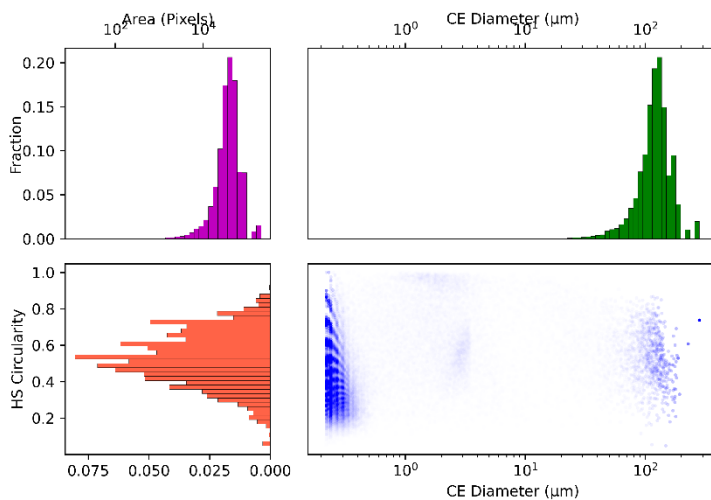 Area (Pixels)
CE Diameter (μm)
10² 10⁴
10⁰ 10¹ 10²
Fraction
0.20
0.15
0.10
0.05
0.00
HS Circularity
1.0
0.8
0.6
0.4
0.2
0.075 0.050 0.025 0.000
10⁰ 10¹ 10²
CE Diameter (μm)